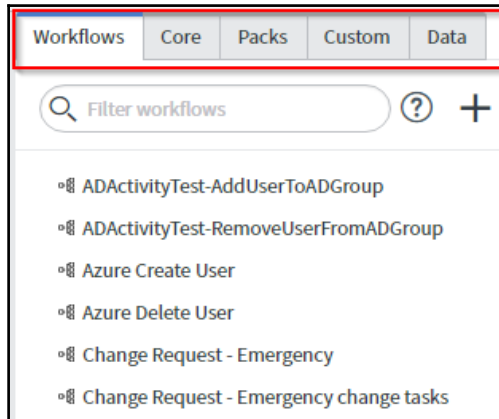 Workflows Core Packs Custom Data
Filter workflows
ADActivityTest-AddUserToADGroup
ADActivityTest-RemoveUserFromADGroup
Azure Create User
Azure Delete User
Change Request - Emergency
Change Request - Emergency change tasks